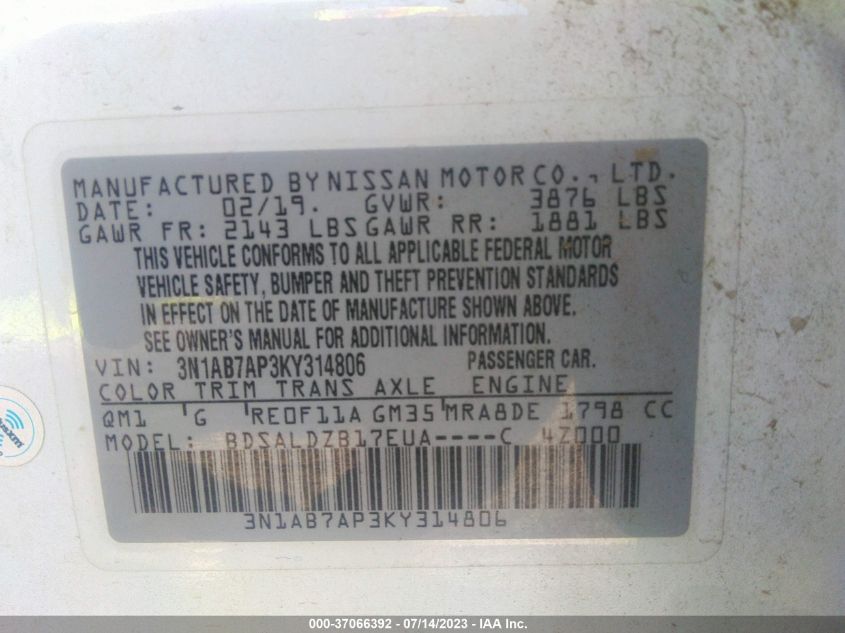 MANUFACTURED BY NISSAN MOTOR CO., LTD.
DATE: 02/19. GVWR: 3876 LBS
GAWR FR: 2143 LBS GAWR RR: 1881 LBS
THIS VEHICLE CONFORMS TO ALL APPLICABLE FEDERAL MOTOR
VEHICLE SAFETY, BUMPER AND THEFT PREVENTION STANDARDS
IN EFFECT ON THE DATE OF MANUFACTURE SHOWN ABOVE.
SEE OWNER'S MANUAL FOR ADDITIONAL INFORMATION.
VIN: 3N1AB7AP3KY314806 PASSENGER CAR.
COLOR TRIM TRANS AXLE ENGINE
QM1 G RE0F11A GM35 MRA8DE 1798 CC
MODEL: BDSALDZB17EUA----C 4Z000
3N1AB7AP3KY314806
000-37066392 - 07/14/2023 - IAA Inc.